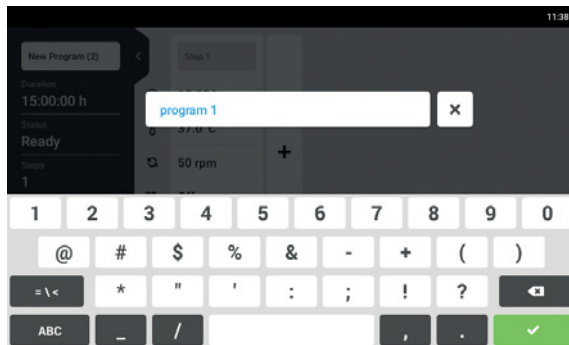 11:38
New Program (2)
Step 1
Duration
15:00:00 h
program 1
Status
37.0 °C
Ready
50 rpm
+
Steps
1
1 2 3 4 5 6 7 8 9 0
@ # $ % & - + ( )
= \ < * " ' : ; ! ?
ABC _ / , .